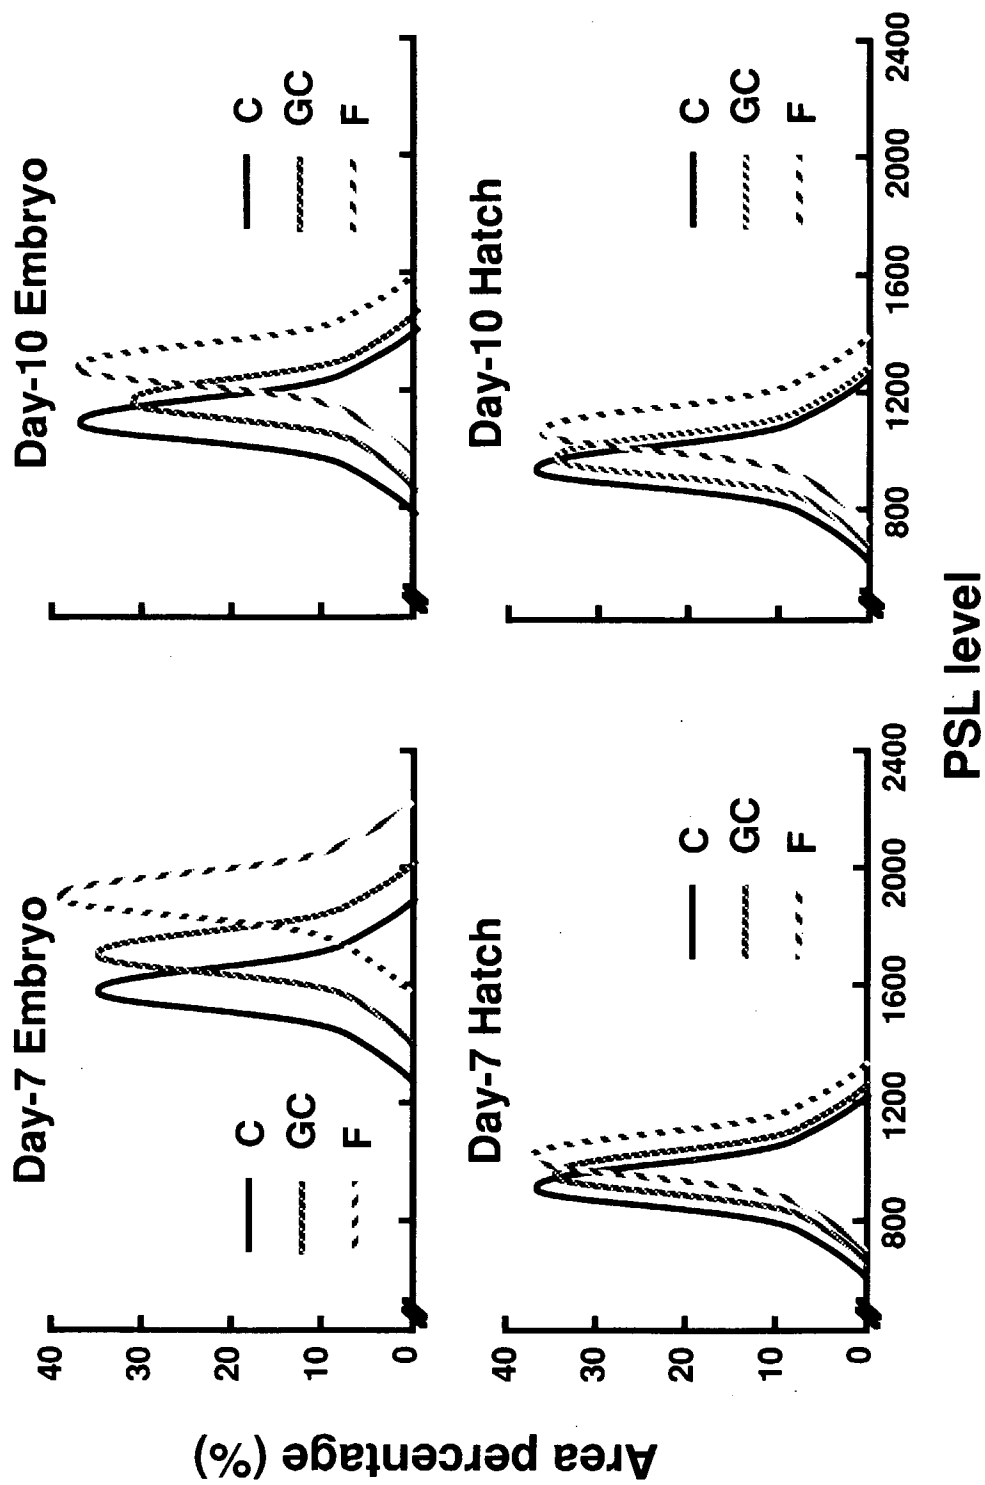 Day-7 Embryo
Day-10 Embryo
C
GC
F
C
GC
F
40
30
20
10
0
Day-7 Hatch
Day-10 Hatch
C
GC
F
C
GC
F
40
30
20
10
0
800
1200
1600
2000
2400
800
1200
1600
2000
2400
Area percentage (%)
PSL level